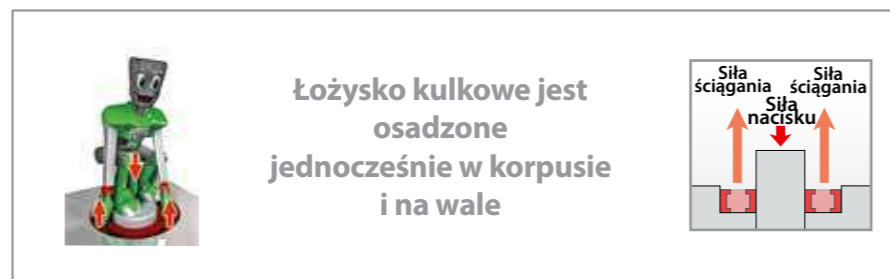 Łożysko kulkowe jest
osadzone
jednocześnie w korpusie
i na wale
Siła
ściągania
Siła
ściągania
Siła
nacisku